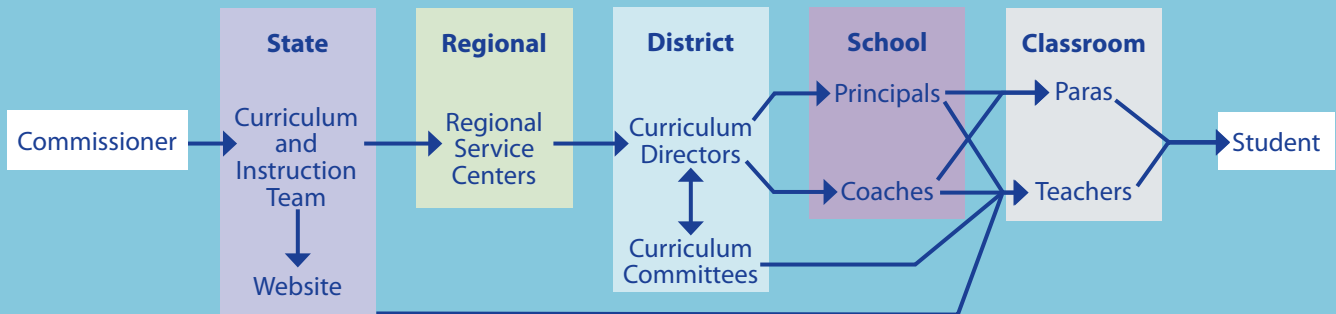 State
Regional
District
School
Classroom
Commissioner
Curriculum
and
Instruction
Team
Website
Regional
Service
Centers
Curriculum
Directors
Curriculum
Committees
Principals
Coaches
Paras
Teachers
Student